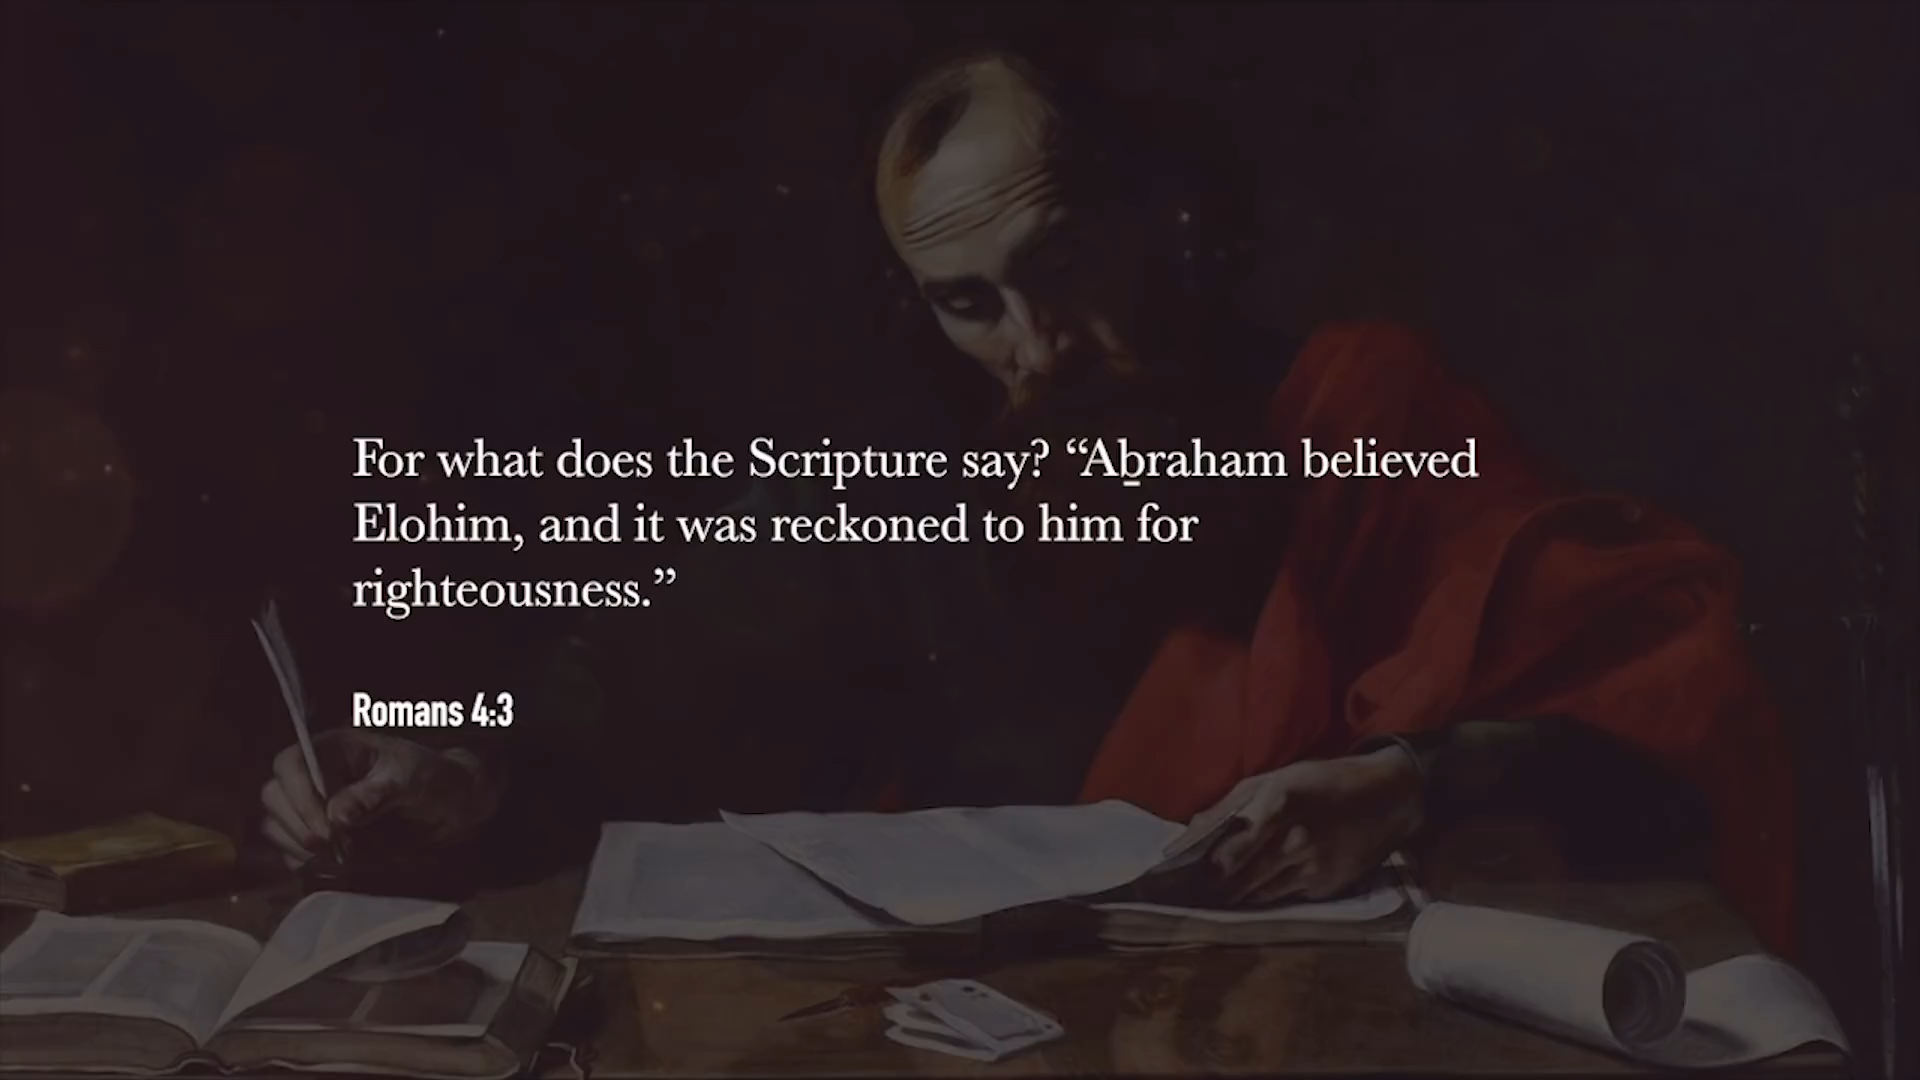 For what does the Scripture say? “Aḇraham believed
Elohim, and it was reckoned to him for
righteousness.”
Romans 4:3